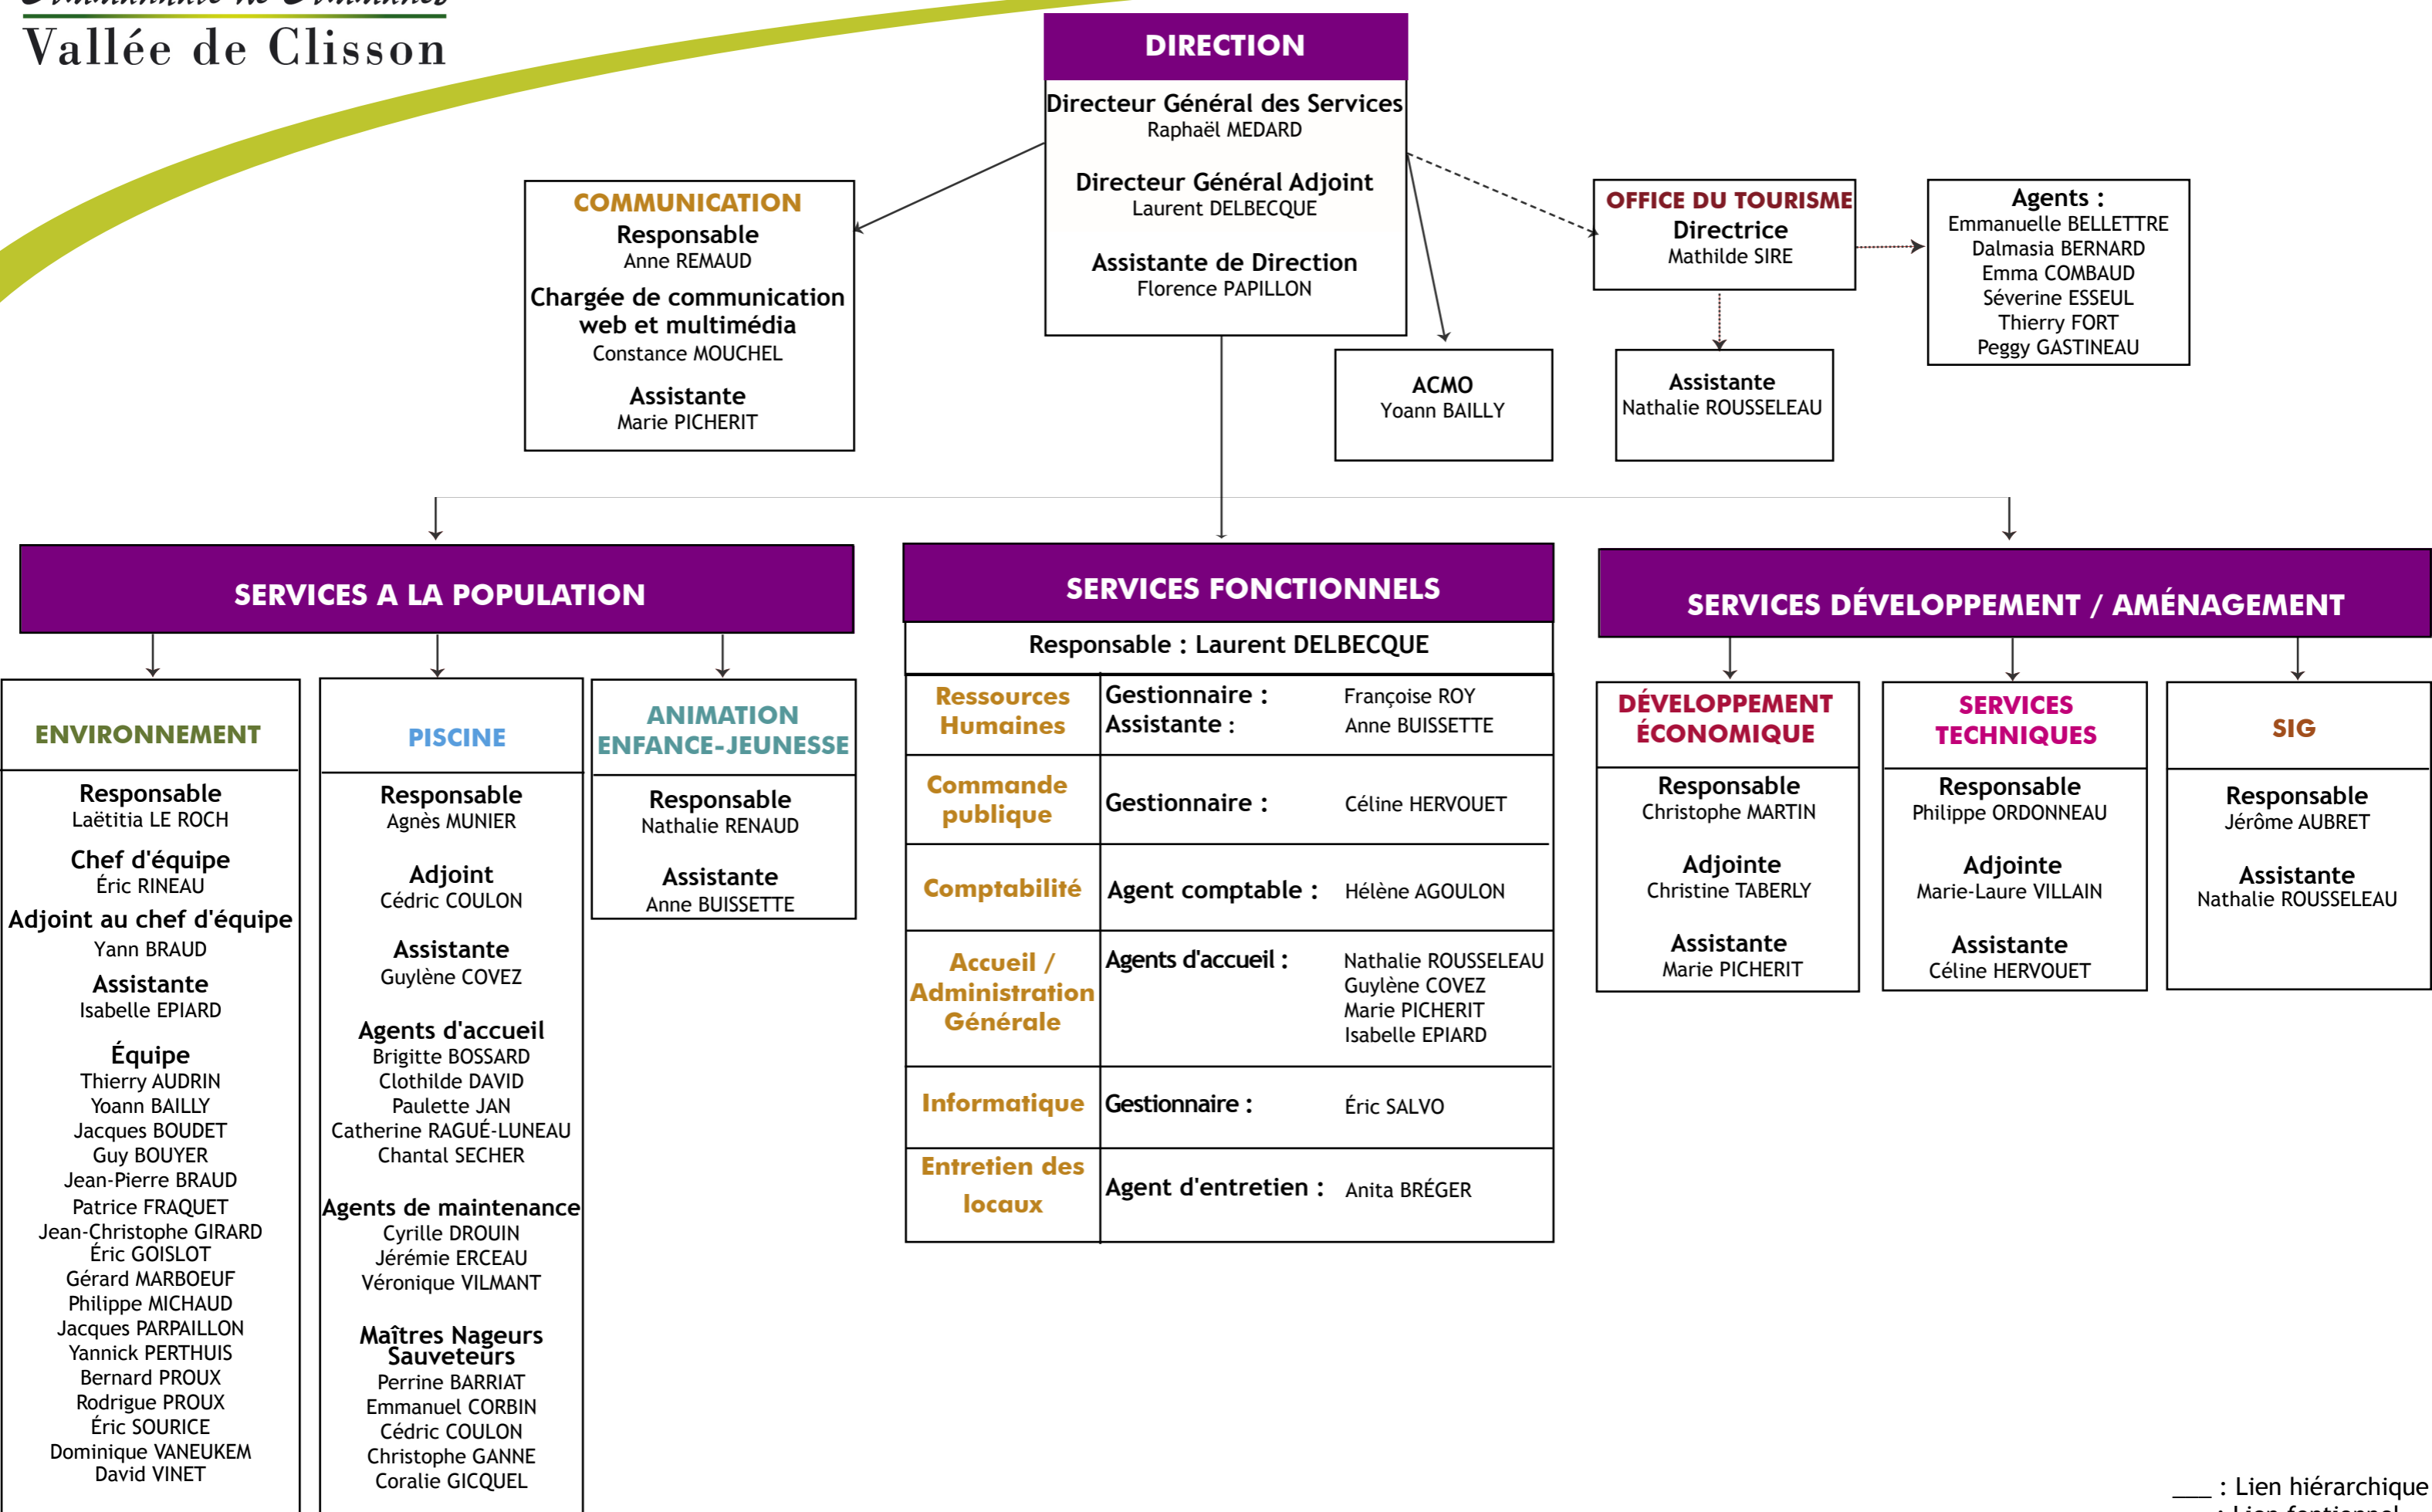 Communauté de Communes
Vallée de Clisson
DIRECTION
Directeur Général des Services
Raphaël MEDARD
Directeur Général Adjoint
Laurent DELBECQUE
Assistante de Direction
Florence PAPILLON
COMMUNICATION
Responsable
Anne REMAUD
Chargée de communication
web et multimédia
Constance MOUCHEL
Assistante
Marie PICHERIT
ACMO
Yoann BAILLY
OFFICE DU TOURISME
Directrice
Mathilde SIRE
Assistante
Nathalie ROUSSELEAU
Agents :
Emmanuelle BELLETTRE
Dalmasia BERNARD
Emma COMBAUD
Séverine ESSEUL
Thierry FORT
Peggy GASTINEAU
SERVICES A LA POPULATION
ENVIRONNEMENT
Responsable
Laëtitia LE ROCH
Chef d'équipe
Éric RINEAU
Adjoint au chef d'équipe
Yann BRAUD
Assistante
Isabelle EPIARD
Équipe
Thierry AUDRIN
Yoann BAILLY
Jacques BOUDET
Guy BOUYER
Jean-Pierre BRAUD
Patrice FRAQUET
Jean-Christophe GIRARD
Éric GOISLOT
Gérard MARBOEUF
Philippe MICHAUD
Jacques PARPAILLON
Yannick PERTHUIS
Bernard PROUX
Rodrigue PROUX
Éric SOURICE
Dominique VANEUKEM
David VINET
PISCINE
Responsable
Agnès MUNIER
Adjoint
Cédric COULON
Assistante
Guylène COVEZ
Agents d'accueil
Brigitte BOSSARD
Clothilde DAVID
Paulette JAN
Catherine RAGUÉ-LUNEAU
Chantal SECHER
Agents de maintenance
Cyrille DROUIN
Jérémie ERCEAU
Véronique VILMANT
Maîtres Nageurs
Sauveteurs
Perrine BARRIAT
Emmanuel CORBIN
Cédric COULON
Christophe GANNE
Coralie GICQUEL
ANIMATION
ENFANCE-JEUNESSE
Responsable
Nathalie RENAUD
Assistante
Anne BUISSETTE
SERVICES FONCTIONNELS
Responsable : Laurent DELBECQUE
Ressources
Humaines
Gestionnaire : Françoise ROY
Assistante : Anne BUISSETTE
Commande
publique
Gestionnaire : Céline HERVOUET
Comptabilité
Agent comptable : Hélène AGOULON
Accueil /
Administration
Générale
Agents d'accueil : Nathalie ROUSSELEAU
Guylène COVEZ
Marie PICHERIT
Isabelle EPIARD
Informatique
Gestionnaire : Éric SALVO
Entretien des
locaux
Agent d'entretien : Anita BRÉGER
SERVICES DÉVELOPPEMENT / AMÉNAGEMENT
DÉVELOPPEMENT
ÉCONOMIQUE
Responsable
Christophe MARTIN
Adjointe
Christine TABERLY
Assistante
Marie PICHERIT
SERVICES
TECHNIQUES
Responsable
Philippe ORDONNEAU
Adjointe
Marie-Laure VILLAIN
Assistante
Céline HERVOUET
SIG
Responsable
Jérôme AUBRET
Assistante
Nathalie ROUSSELEAU
___ : Lien hiérarchique
: Lien fontionnel